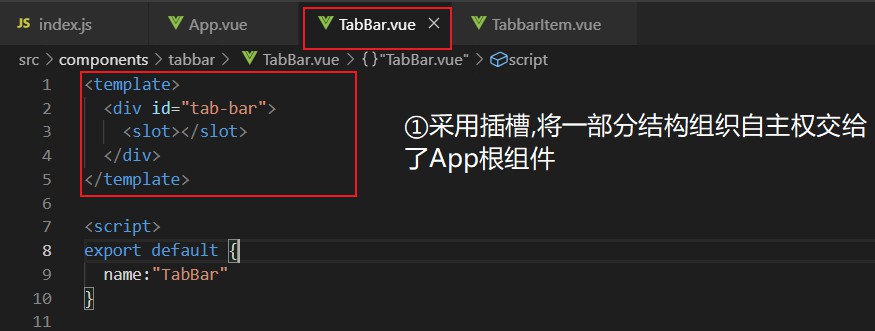 JS index.js App.vue TabBar.vue × TabbarItem.vue
src > components > tabbar > TabBar.vue > {}"TabBar.vue" > script
1 <template>
2 <div id="tab-bar">
3 <slot></slot>
4 </div>
5 </template>
6
7 <script>
8 export default {
9 name:"TabBar"
10 }
11
①采用插槽,将一部分结构组织自主权交给
了App根组件